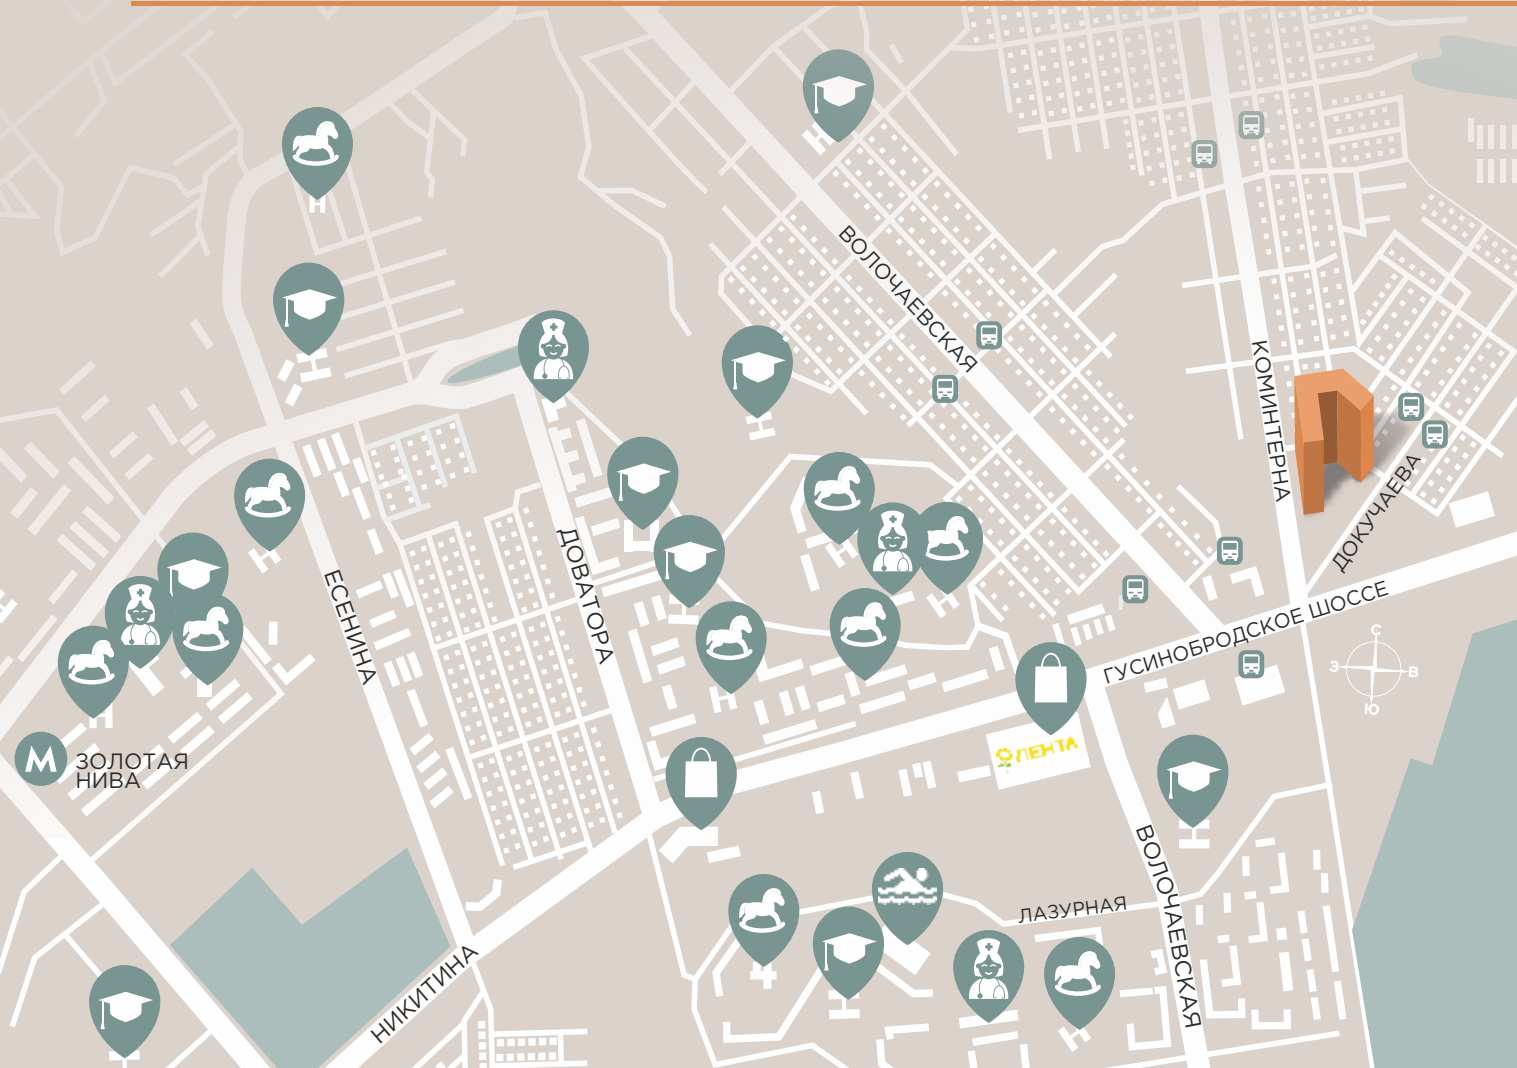 ВОЛОЧАЕВСКАЯ
КОМИНТЕРНА
ДОКУЧАЕВА
ЕСЕНИНА
ДОВАТОРА
ГУСИНОБРОДСКОЕ ШОССЕ
С
З
В
Ю
М
ЗОЛОТАЯ
НИВА
ЛЕНТА
ВОЛОЧАЕВСКАЯ
ЛАЗУРНАЯ
НИКИТИНА